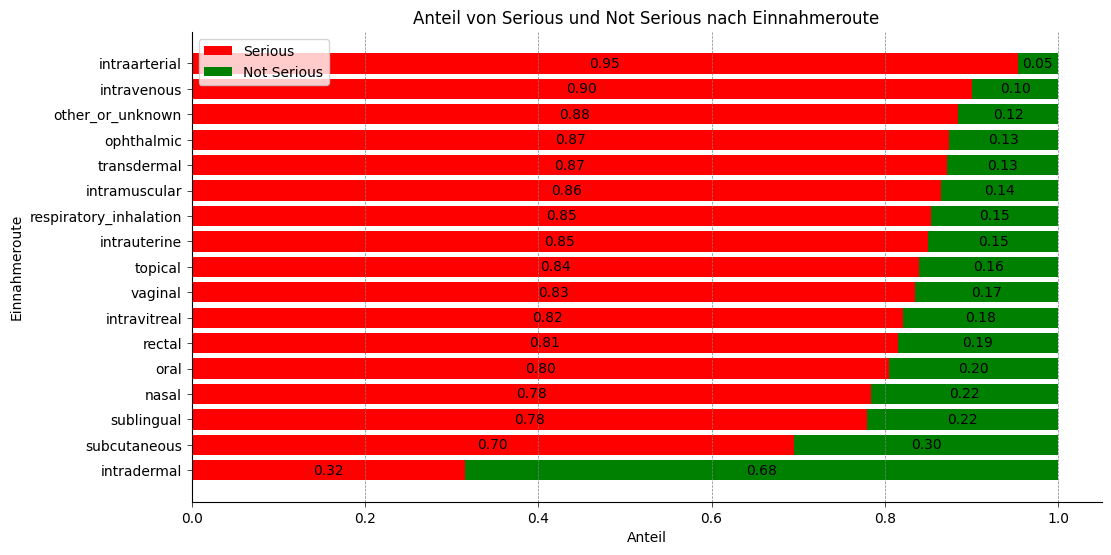 Anteil von Serious und Not Serious nach Einnahmeroute
Serious
Not Serious
Einnahmeroute
intraarterial 0.95 0.05
intravenous 0.90 0.10
other_or_unknown 0.88 0.12
ophthalmic 0.87 0.13
transdermal 0.87 0.13
intramuscular 0.86 0.14
respiratory_inhalation 0.85 0.15
intrauterine 0.85 0.15
topical 0.84 0.16
vaginal 0.83 0.17
intravitreal 0.82 0.18
rectal 0.81 0.19
oral 0.80 0.20
nasal 0.78 0.22
sublingual 0.78 0.22
subcutaneous 0.70 0.30
intradermal 0.32 0.68
0.0 0.2 0.4 0.6 0.8 1.0
Anteil